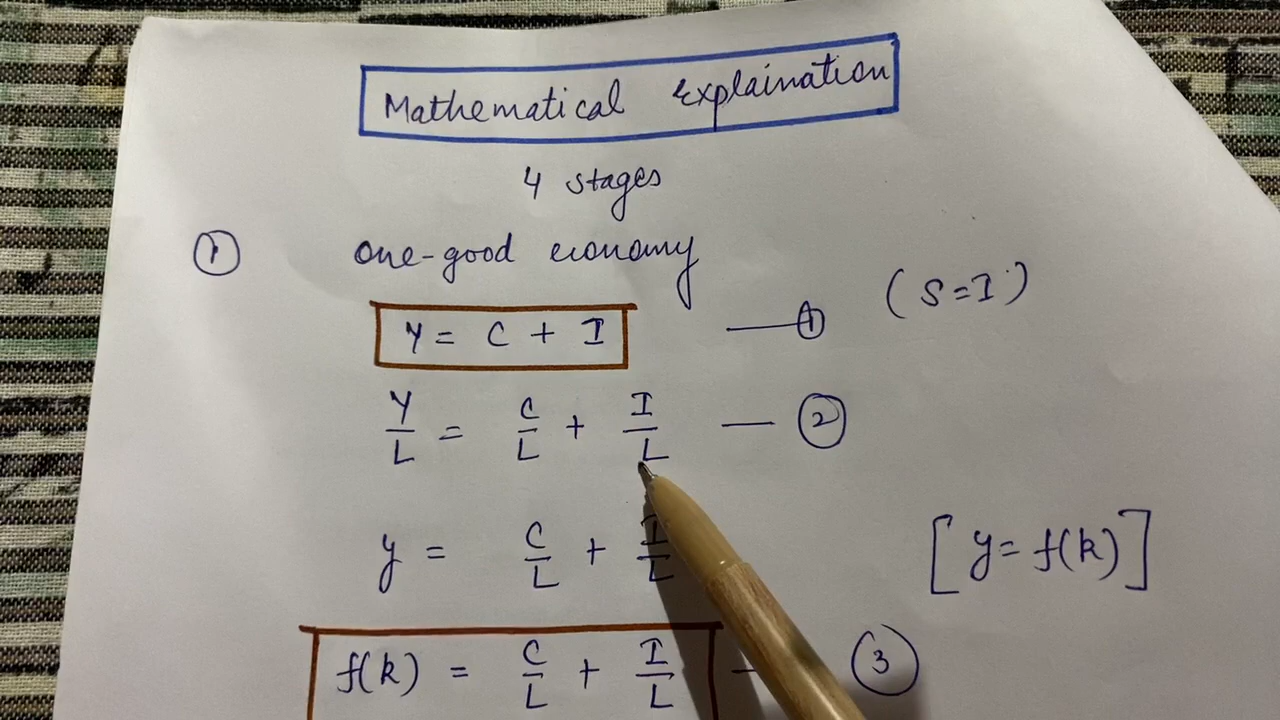 Mathematical Explaination
4 stages
① one-good economy
Y = C + I — ① (S = I)
Y/L = C/L + I/L — ②
y = C/L + I/L [y = f(k)]
f(k) = C/L + I/L — ③